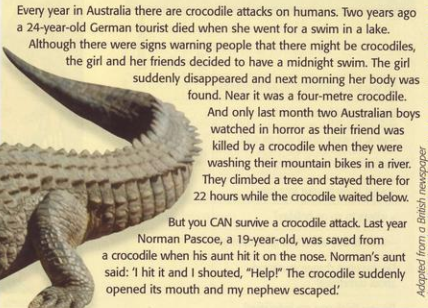 Every year in Australia there are crocodile attacks on humans. Two years ago
a 24-year-old German tourist died when she went for a swim in a lake.
Although there were signs warning people that there might be crocodiles,
the girl and her friends decided to have a midnight swim. The girl
suddenly disappeared and next morning her body was
found. Near it was a four-metre crocodile.
And only last month two Australian boys
watched in horror as their friend was
killed by a crocodile when they were
washing their mountain bikes in a river.
They climbed a tree and stayed there for
22 hours while the crocodile waited below.
But you CAN survive a crocodile attack. Last year
Norman Pascoe, a 19-year-old, was saved from
a crocodile when his aunt hit it on the nose. Norman's aunt
said: 'I hit it and I shouted, "Help!" The crocodile suddenly
opened its mouth and my nephew escaped.'
Adapted from a British newspaper